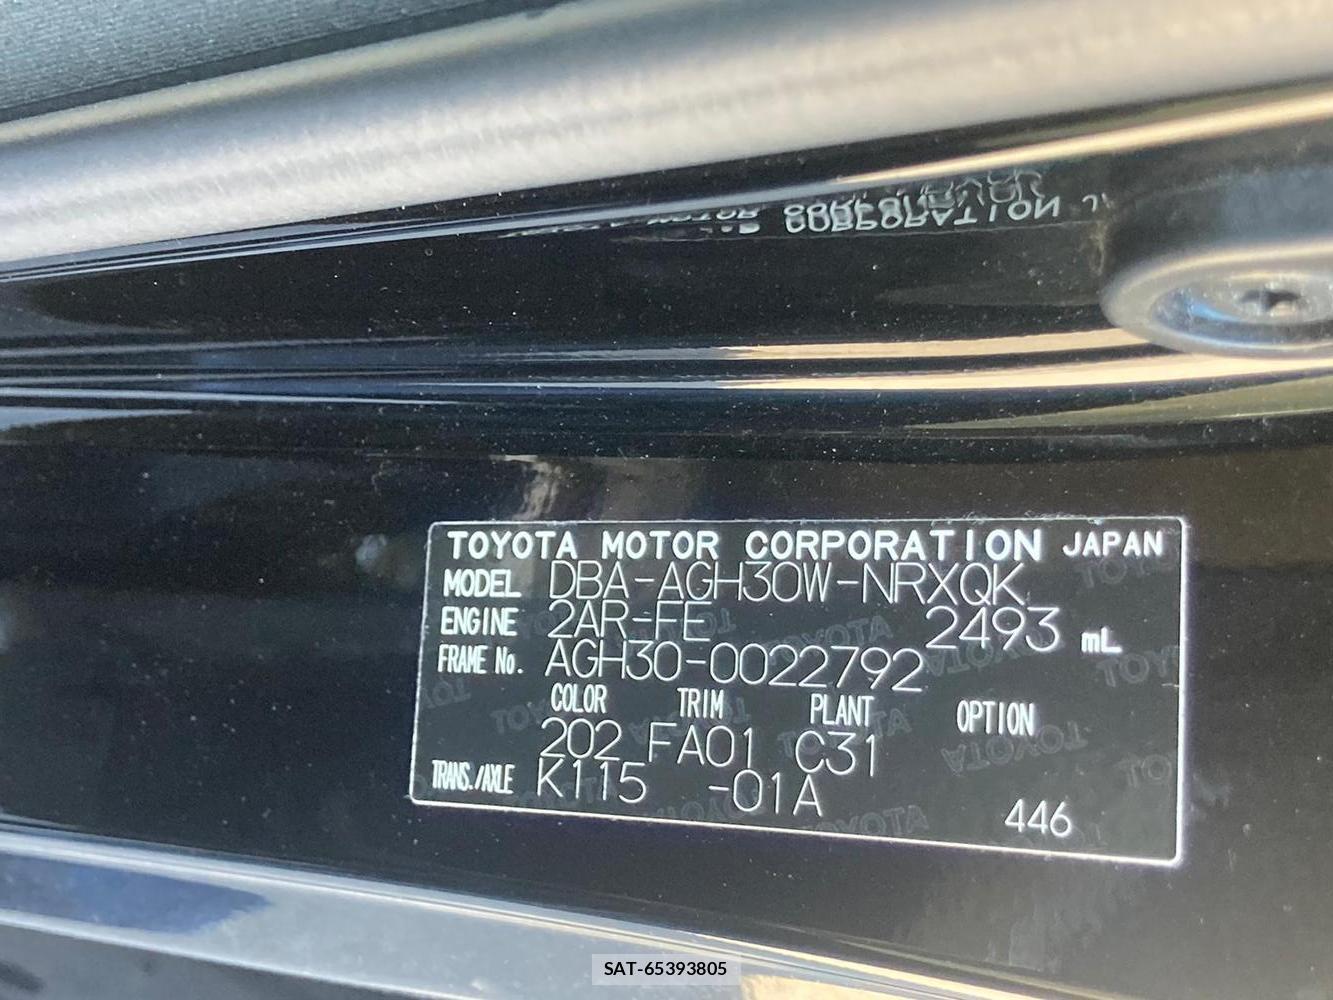 CORPORATION
TOYOTA MOTOR CORPORATION JAPAN
MODEL DBA-AGH30W-NRXQK
ENGINE 2AR-FE 2493 mL
FRAME No. AGH30-0022792
COLOR TRIM PLANT OPTION
202 FA01 C31
TRANS./AXLE K115 -01A
446
SAT-65393805